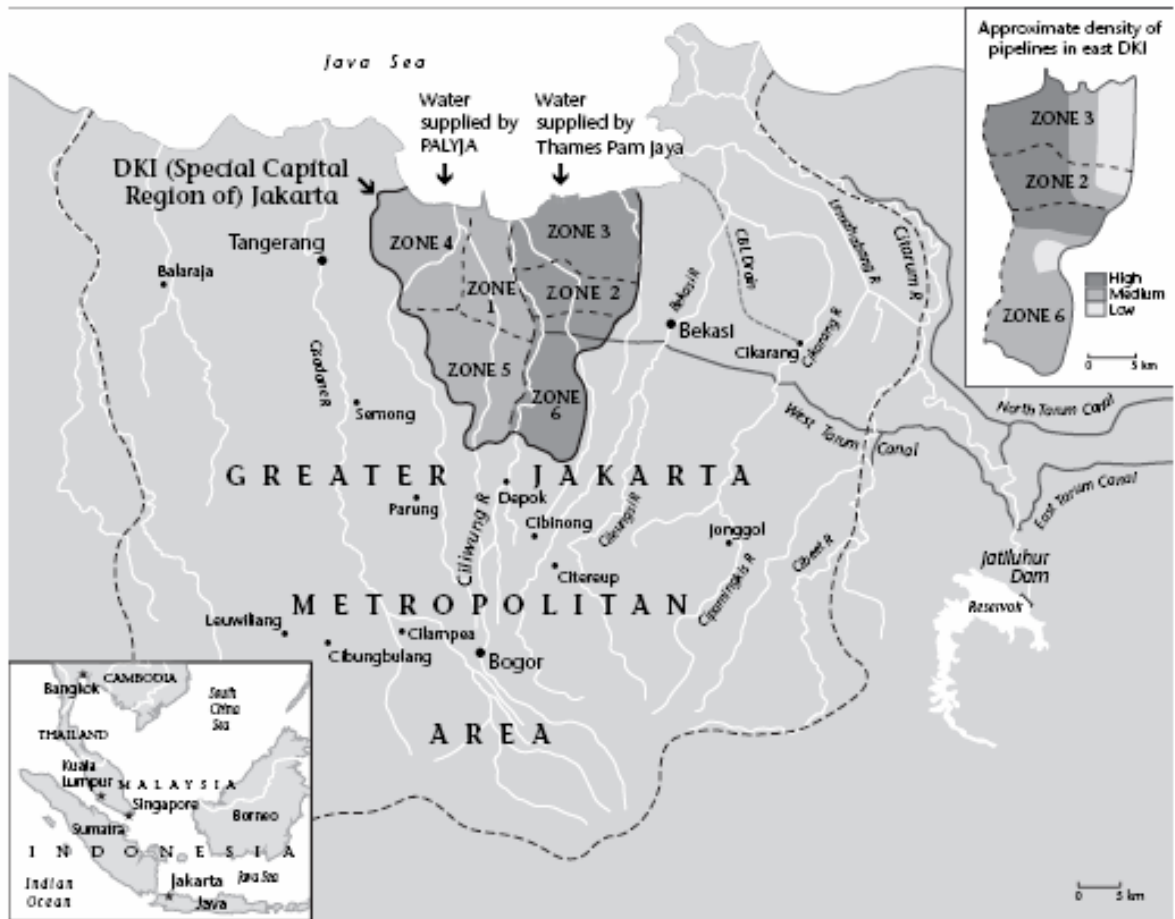 Java Sea
Water
supplied by
PALYJA
Water
supplied by
Thames Pam Jaya
DKI (Special Capital
Region of) Jakarta
Tangerang
Balaraja
ZONE 4
ZONE 3
ZONE
1
ZONE 2
ZONE 5
ZONE
6
Bekasi R
CBL Drain
Citarum R
Bekasi
Cikarang
Cikarang R
Cisadane R
Semong
West Tarum Canal
North Tarum Canal
East Tarum Canal
GREATER JAKARTA
Parung
Depok
Ciliwung R
Cibinong
Cileungsi R
Jonggol
Citereup
Cipamingkis R
Cibeet R
Jatiluhur
Dam
Reservoir
METROPOLITAN
Leuwiliang
Cilampea
Cibungbulang
Bogor
AREA
0 5 km
Approximate density of
pipelines in east DKI
ZONE 3
ZONE 2
ZONE 6
High
Medium
Low
0 5 km
CAMBODIA
Bangkok
South
China
Sea
THAILAND
Kuala
Lumpur
MALAYSIA
Singapore
Borneo
Sumatra
INDONESIA
Java Sea
Indian
Ocean
Jakarta
Java